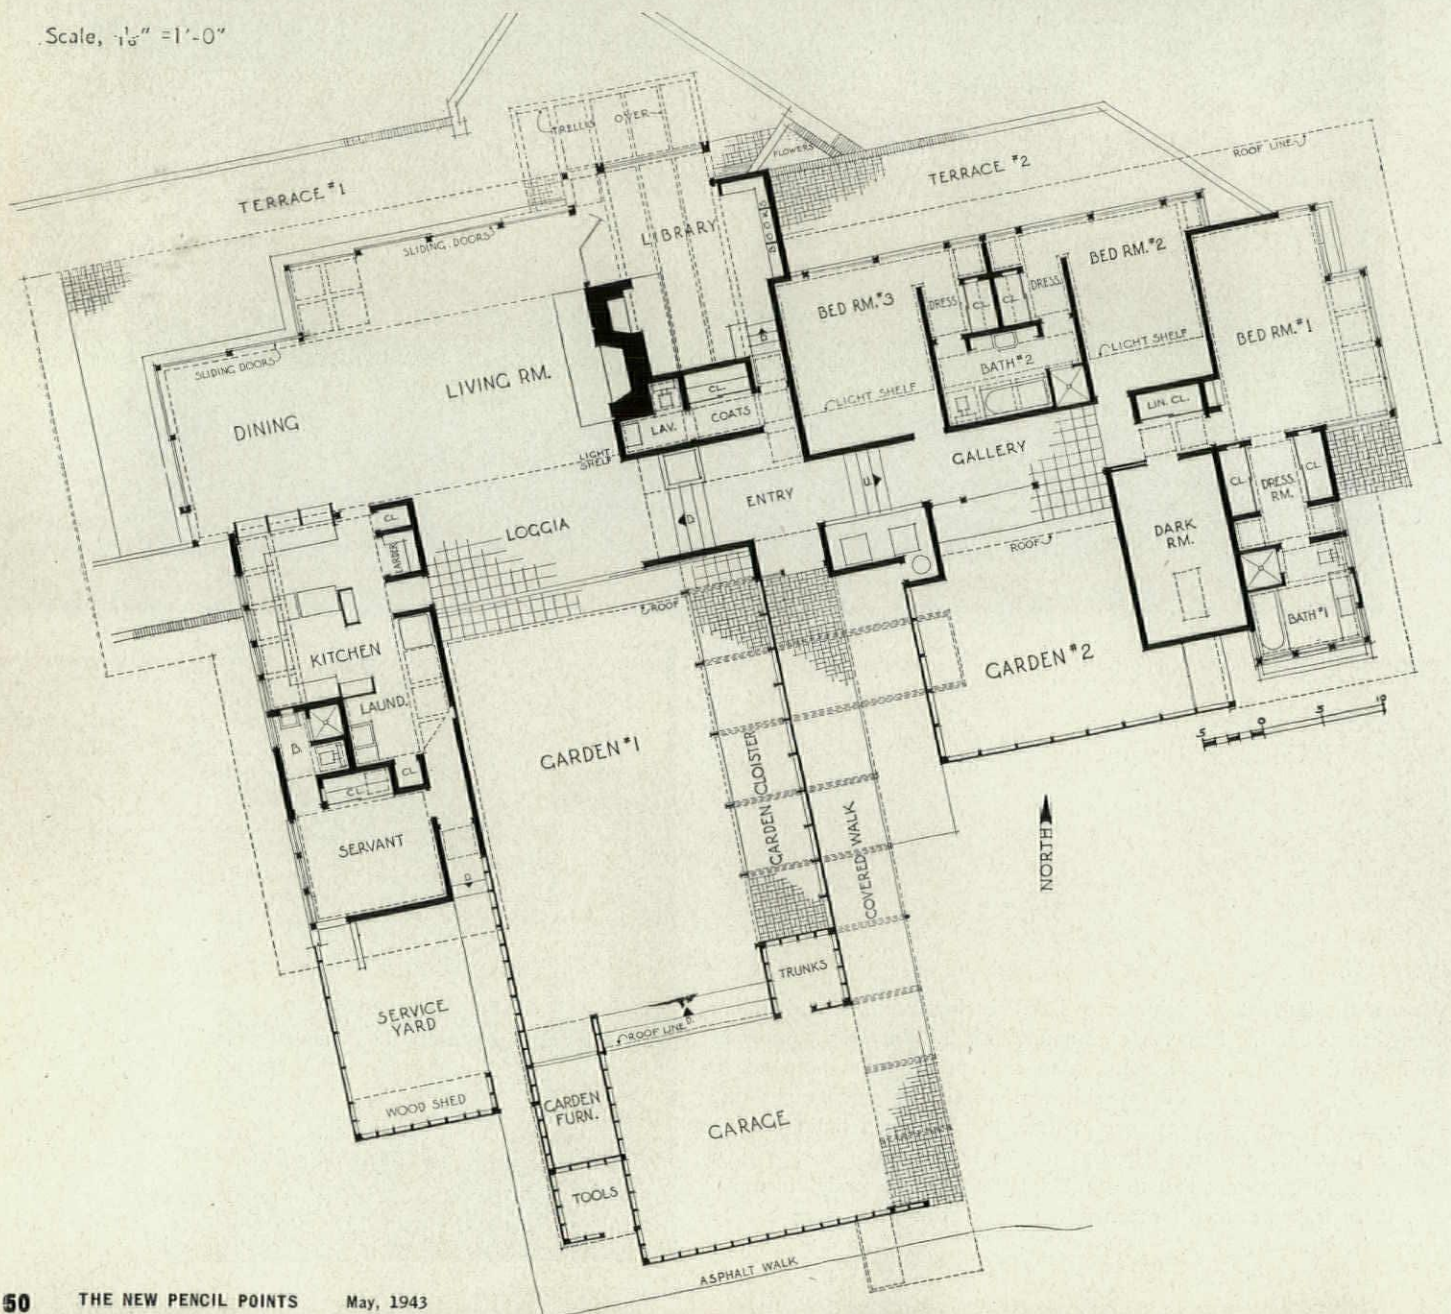 Scale, 1/16" = 1'-0"
TRELLIS OVER
FLOWERS
ROOF LINE
TERRACE #1
TERRACE #2
SLIDING DOORS
LIBRARY
BOOKS
BED RM. #2
BED RM. #3
DRESS.
CL.
CL.
DRESS.
BED RM. #1
SLIDING DOORS
LIVING RM.
D
LIGHT SHELF
BATH #2
LIGHT SHELF
DINING
CL.
COATS
LAV.
LIN. CL.
LIGHT
SHELF
GALLERY
ENTRY
U
D
CL.
DRESS.
RM.
CL.
CL.
LARDER
LOGGIA
DARK
RM.
ROOF
ROOF
BATH #1
KITCHEN
GARDEN #2
LAUND.
B.
CL.
CL.
GARDEN #1
GARDEN CLOISTER
COVERED WALK
5 0 5 10
NORTH
SERVANT
D
TRUNKS
SERVICE
YARD
D
ROOF LINE
WOOD SHED
GARDEN
FURN.
GARAGE
TOOLS
ASPHALT WALK
50 THE NEW PENCIL POINTS May, 1943